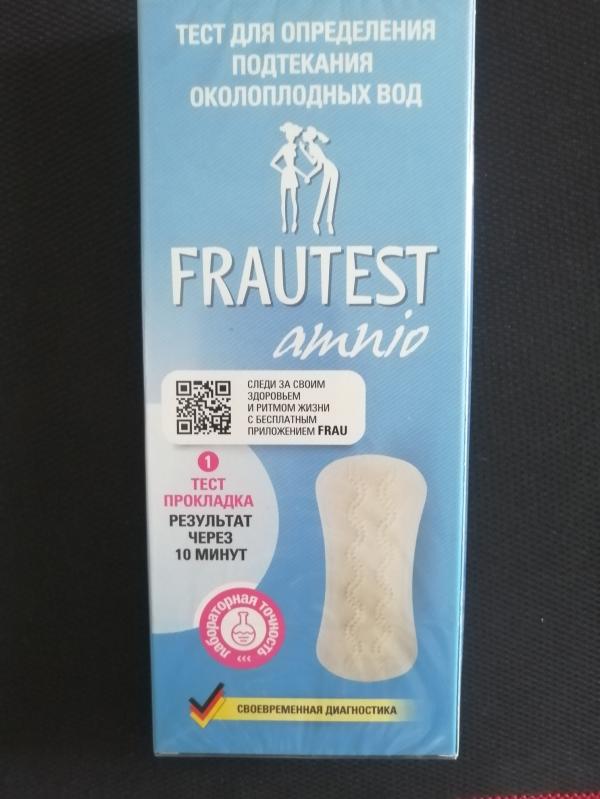 ТЕСТ ДЛЯ ОПРЕДЕЛЕНИЯ
ПОДТЕКАНИЯ
ОКОЛОПЛОДНЫХ ВОД
FRAUTEST
amnio
СЛЕДИ ЗА СВОИМ
ЗДОРОВЬЕМ
И РИТМОМ ЖИЗНИ
С БЕСПЛАТНЫМ
ПРИЛОЖЕНИЕМ FRAU
1
ТЕСТ
ПРОКЛАДКА
РЕЗУЛЬТАТ
ЧЕРЕЗ
10 МИНУТ
лабораторная точность
<<<
СВОЕВРЕМЕННАЯ ДИАГНОСТИКА